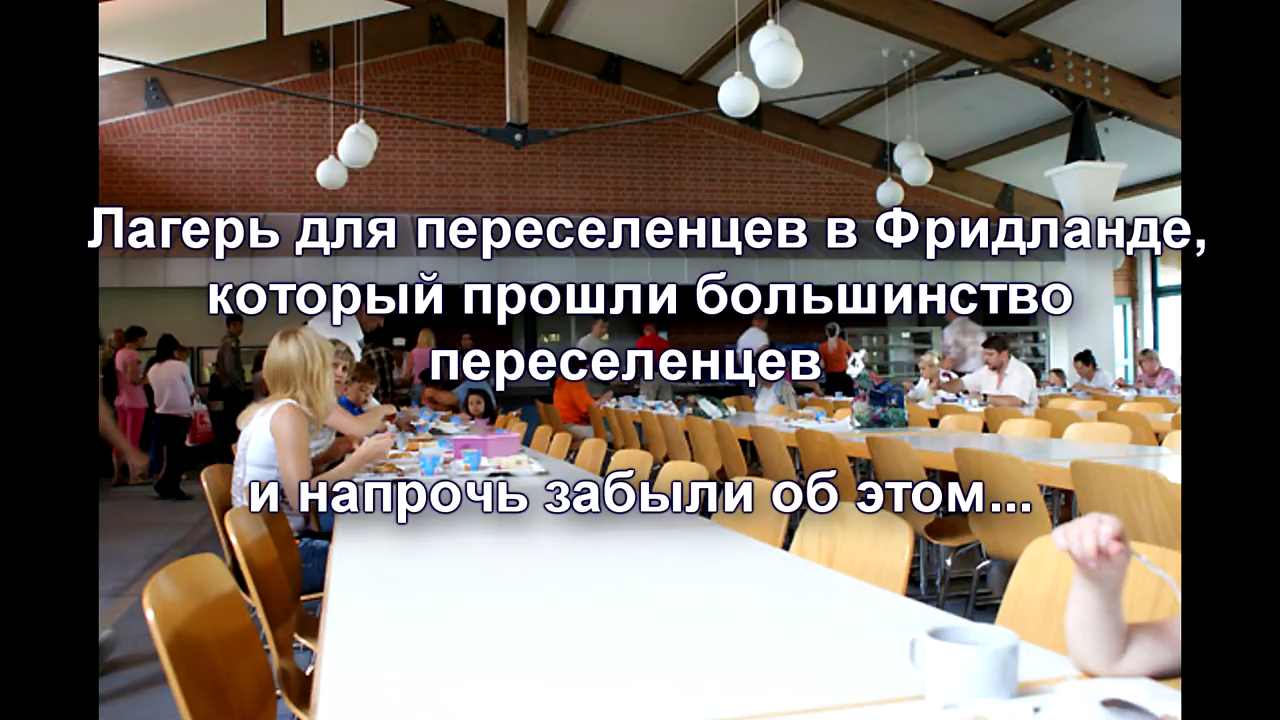 Лагерь для переселенцев в Фридланде,
который прошли большинство
переселенцев
и напрочь забыли об этом...